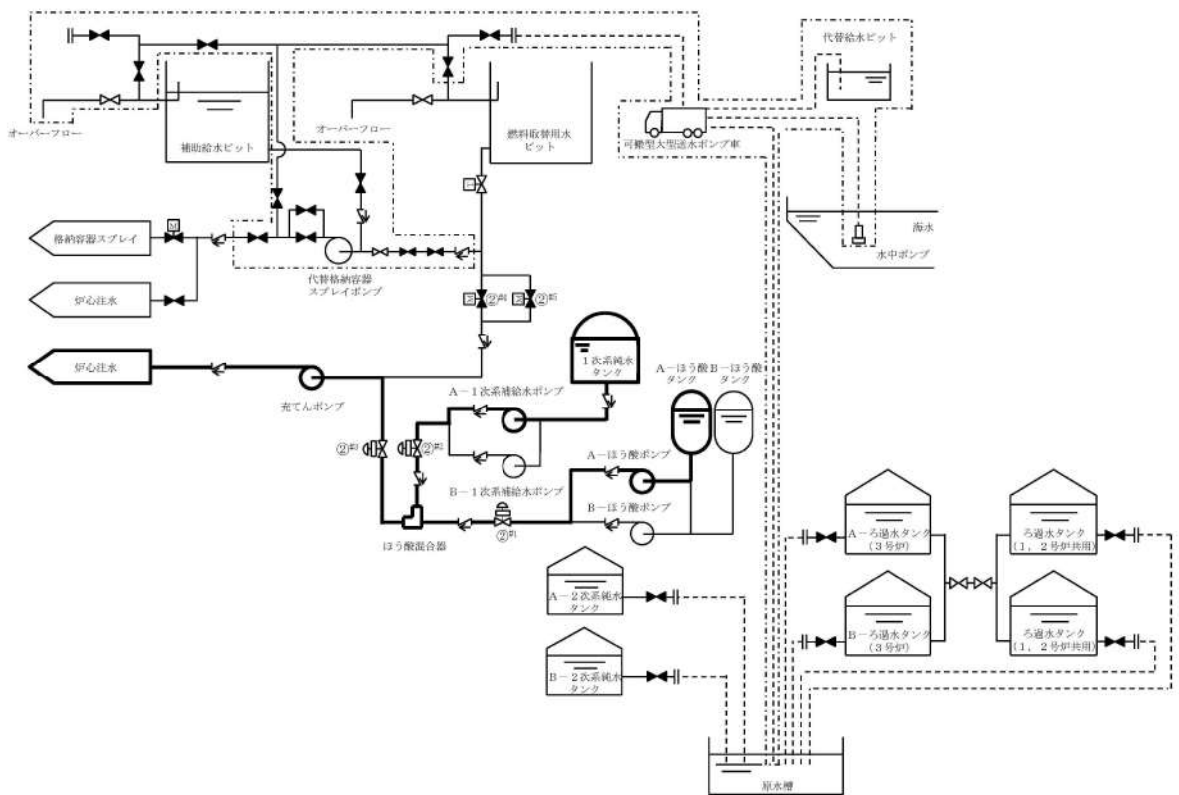 代替給水ピット
オーバーフロー
補助給水ピット
オーバーフロー
燃料取替用水
ピット
可搬型大型送水ポンプ車
海水
水中ポンプ
格納容器スプレイ
M
代替格納容器
スプレイポンプ
炉心注水
M
②
M
②
炉心注水
充てんポンプ
1次系純水
タンク
A-ほう酸
タンク
B-ほう酸
タンク
A-1次系補給水ポンプ
②
②
B-1次系補給水ポンプ
A-ほう酸ポンプ
B-ほう酸ポンプ
②
ほう酸混合器
A-ろ過水タンク
(3号炉)
ろ過水タンク
(1,2号炉共用)
A-2次系純水
タンク
B-ろ過水タンク
(3号炉)
ろ過水タンク
(1,2号炉共用)
B-2次系純水
タンク
原水槽